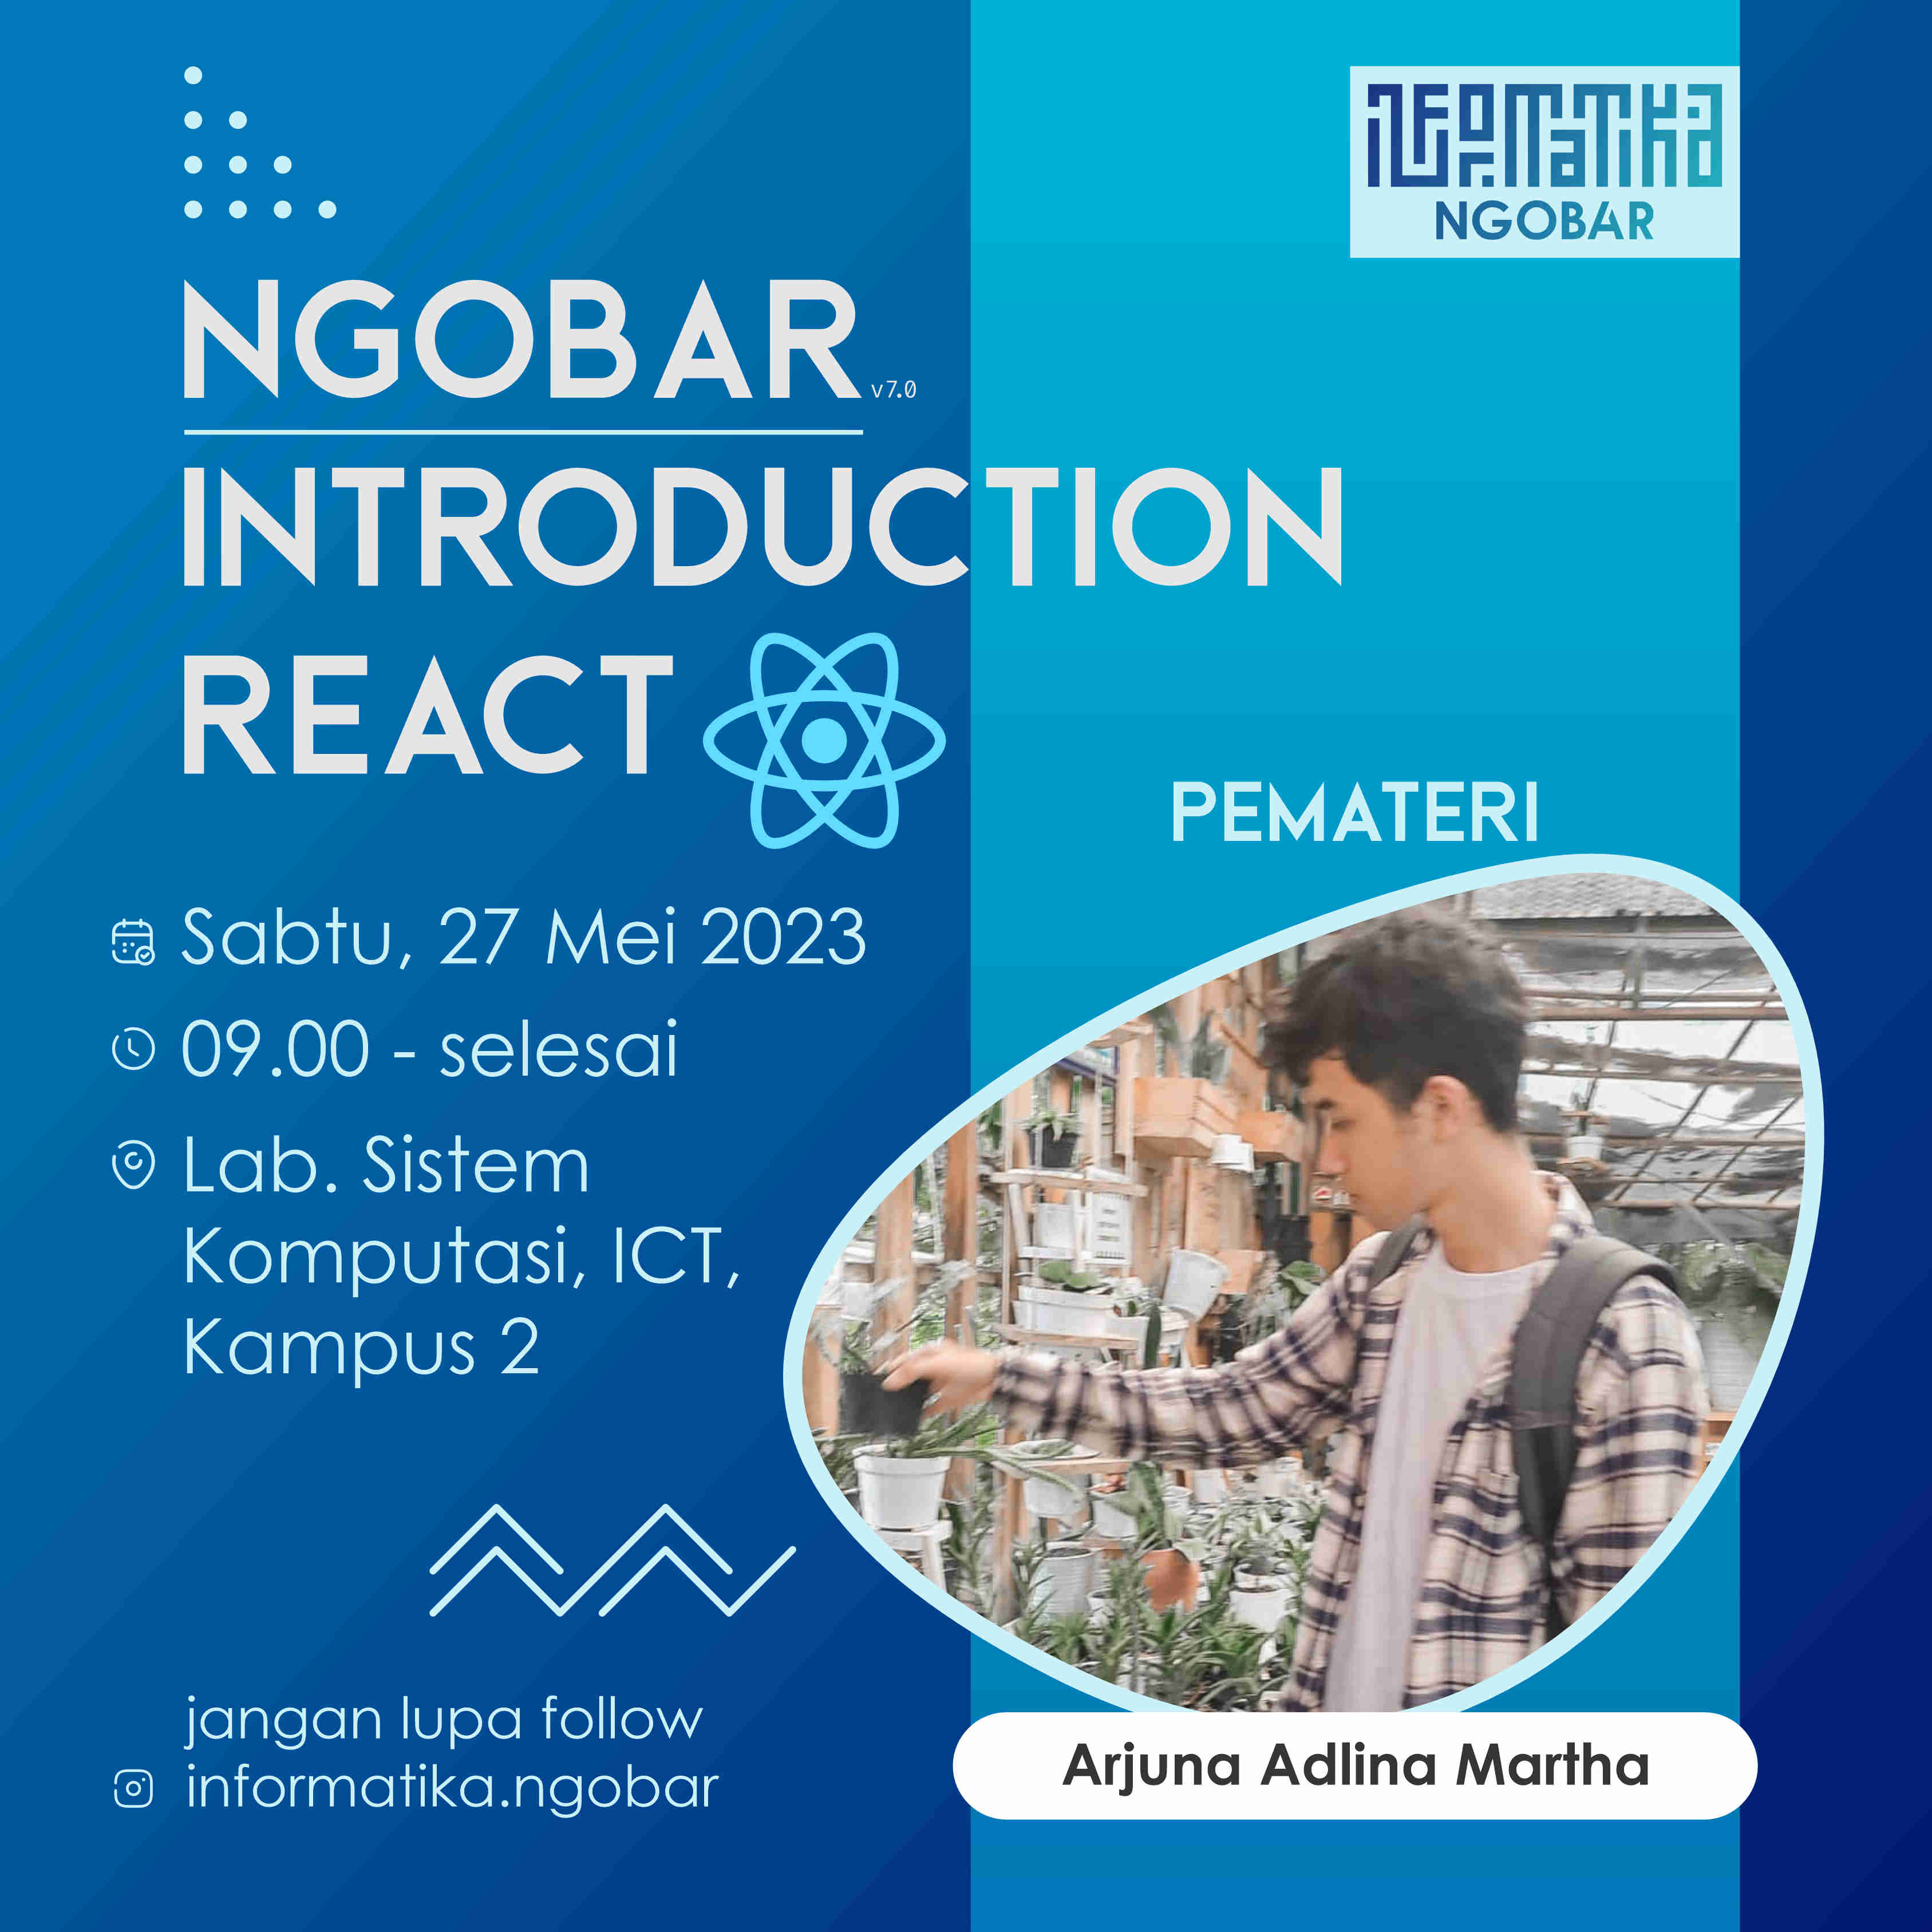 informatika
NGOBAR
NGOBAR v7.0
INTRODUCTION
REACT
Sabtu, 27 Mei 2023
09.00 - selesai
Lab. Sistem
Komputasi, ICT,
Kampus 2
PEMATERI
Arjuna Adlina Martha
jangan lupa follow
informatika.ngobar